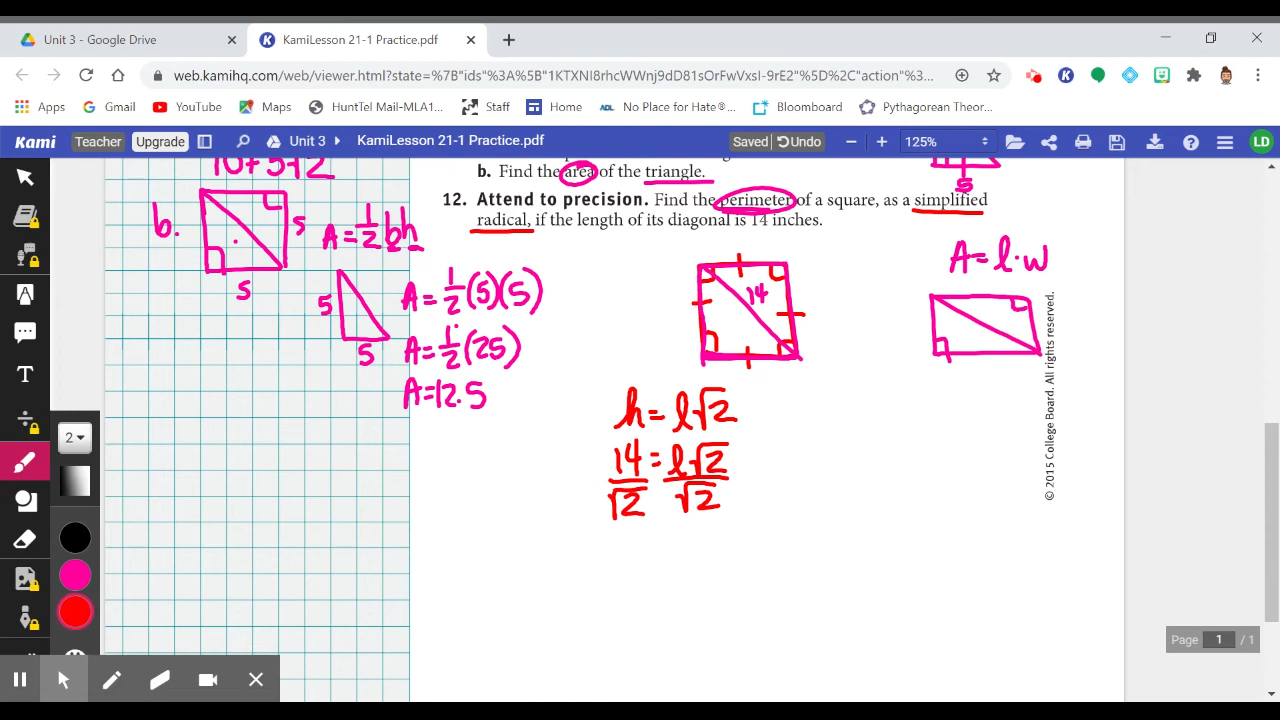 Unit 3 - Google Drive
KamiLesson 21-1 Practice.pdf
web.kamihq.com/web/viewer.html?state=%7B"ids"%3A%5B"1KTXNI8rhcWWnj9dD81sOrFwVxsI-9rE2"%5D%2C"action"%3...
Apps
Gmail
YouTube
Maps
HuntTel Mail-MLA1...
Staff
Home
ADL
No Place for Hate®...
Bloomboard
Pythagorean Theor...
Kami
Teacher
Upgrade
Unit 3
KamiLesson 21-1 Practice.pdf
Saved
Undo
125%
LD
10 + 5√2
b. Find the area of the triangle.
5
12. Attend to precision. Find the perimeter of a square, as a simplified
radical, if the length of its diagonal is 14 inches.
b.
5
5
A = 1/2 bh
5
5
A = 1/2 (5)(5)
A = 1/2 (25)
A = 12.5
14
A = l·w
h = l√2
14 = l√2
√2 √2
© 2015 College Board. All rights reserved.
2
Page 1 / 1